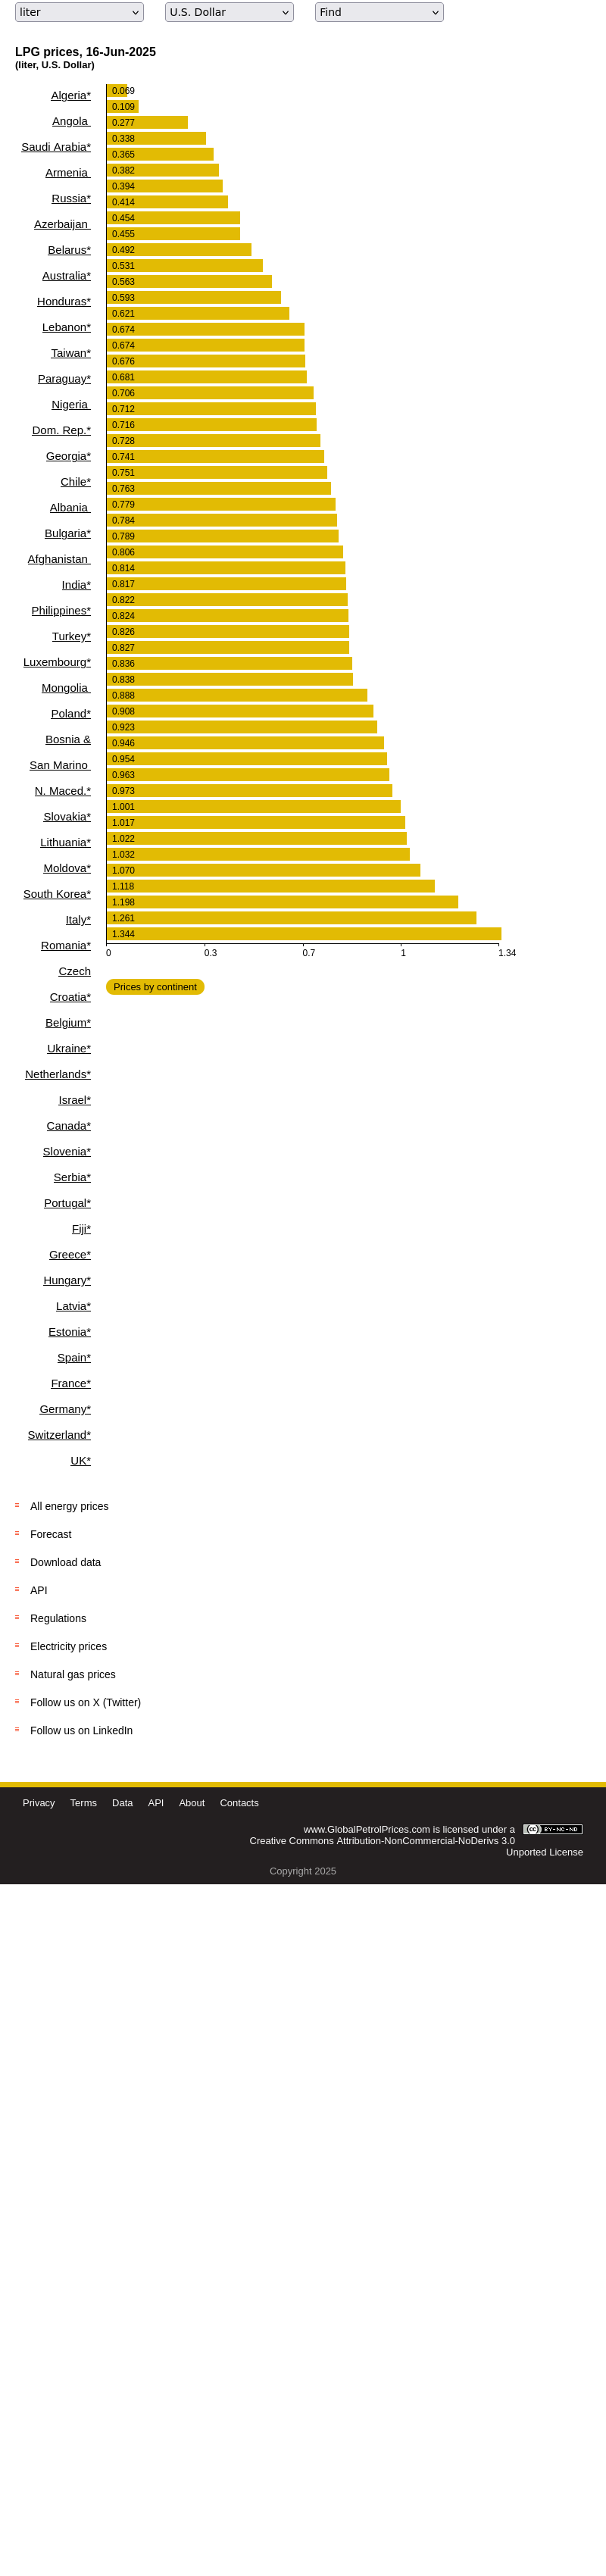 liter
U.S. Dollar
Find
LPG prices, 16-Jun-2025
(liter, U.S. Dollar)
Algeria*
Angola
Saudi Arabia*
Armenia
Russia*
Azerbaijan
Belarus*
Australia*
Honduras*
Lebanon*
Taiwan*
Paraguay*
Nigeria
Dom. Rep.*
Georgia*
Chile*
Albania
Bulgaria*
Afghanistan
India*
Philippines*
Turkey*
Luxembourg*
Mongolia
Poland*
Bosnia &
San Marino
N. Maced.*
Slovakia*
Lithuania*
Moldova*
South Korea*
Italy*
Romania*
Czech
Croatia*
Belgium*
Ukraine*
Netherlands*
Israel*
Canada*
Slovenia*
Serbia*
Portugal*
Fiji*
Greece*
Hungary*
Latvia*
Estonia*
Spain*
France*
Germany*
Switzerland*
UK*
0.069
0.109
0.277
0.338
0.365
0.382
0.394
0.414
0.454
0.455
0.492
0.531
0.563
0.593
0.621
0.674
0.674
0.676
0.681
0.706
0.712
0.716
0.728
0.741
0.751
0.763
0.779
0.784
0.789
0.806
0.814
0.817
0.822
0.824
0.826
0.827
0.836
0.838
0.888
0.908
0.923
0.946
0.954
0.963
0.973
1.001
1.017
1.022
1.032
1.070
1.118
1.198
1.261
1.344
0 0.3 0.7 1 1.34
Prices by continent
All energy prices
Forecast
Download data
API
Regulations
Electricity prices
Natural gas prices
Follow us on X (Twitter)
Follow us on LinkedIn
Privacy Terms Data API About Contacts
www.GlobalPetrolPrices.com is licensed under a
Creative Commons Attribution-NonCommercial-NoDerivs 3.0
Unported License
cc BY-NC-ND
Copyright 2025